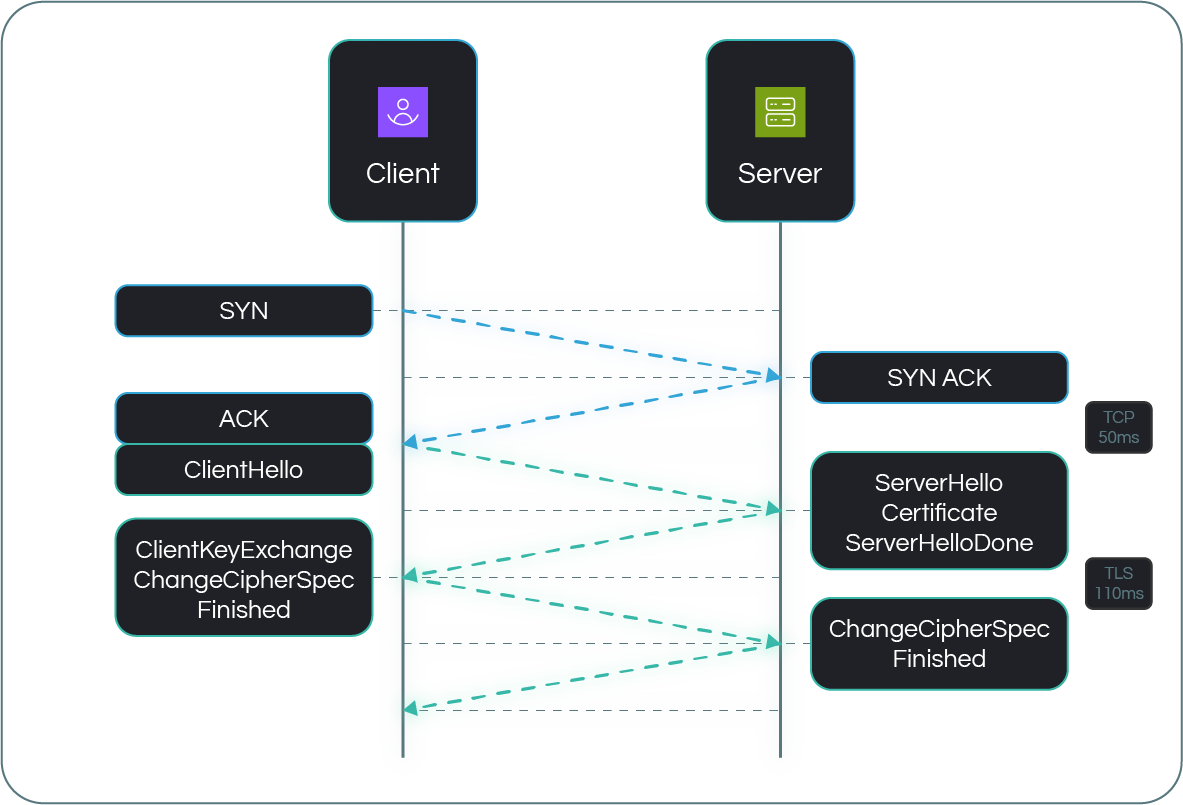 Client
Server
SYN
SYN ACK
ACK
TCP
50ms
ClientHello
ServerHello
Certificate
ServerHelloDone
ClientKeyExchange
ChangeCipherSpec
Finished
TLS
110ms
ChangeCipherSpec
Finished